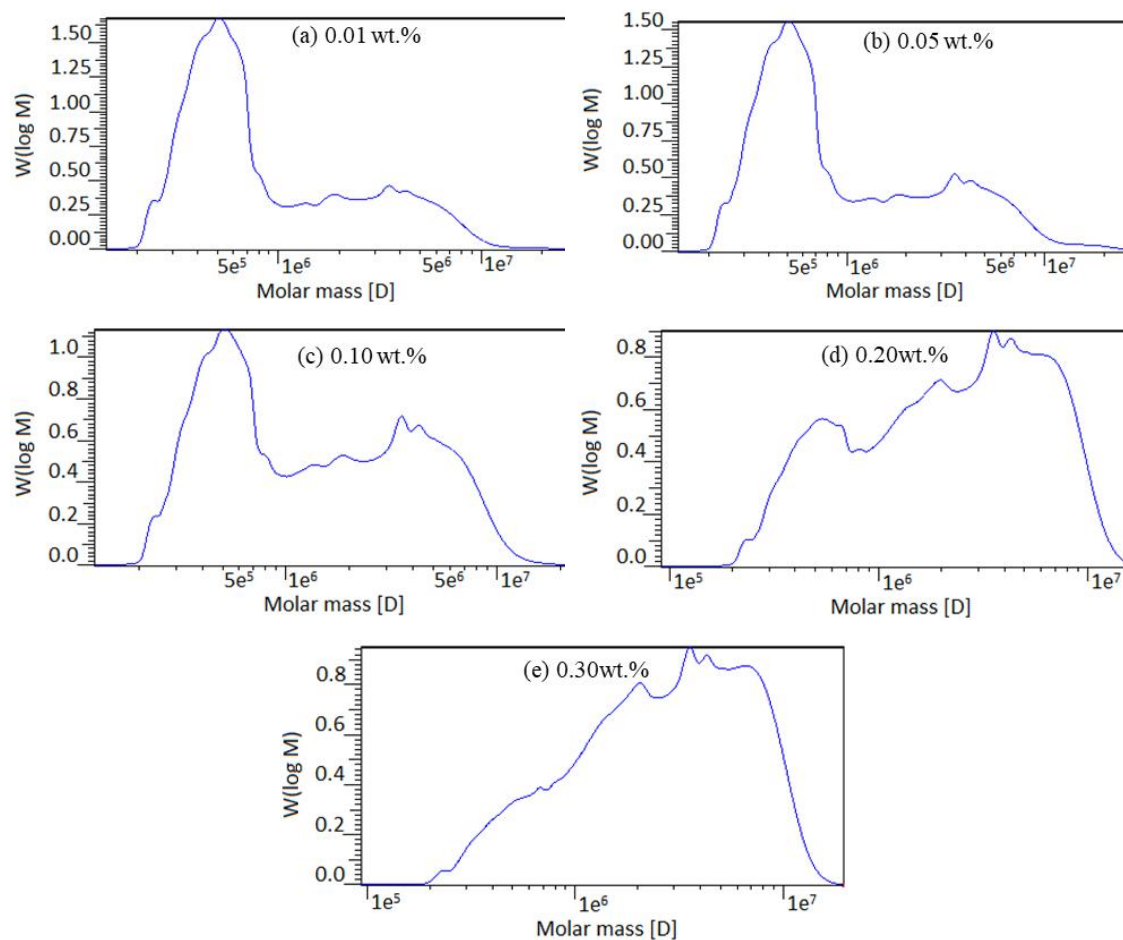 (a) 0.01 wt.%
W(log M)
1.50
1.25
1.00
0.75
0.50
0.25
0.00
5e⁵ 1e⁶ 5e⁶ 1e⁷
Molar mass [D]
(b) 0.05 wt.%
W(log M)
1.50
1.25
1.00
0.75
0.50
0.25
0.00
5e⁵ 1e⁶ 5e⁶ 1e⁷
Molar mass [D]
(c) 0.10 wt.%
W(log M)
1.0
0.8
0.6
0.4
0.2
0.0
5e⁵ 1e⁶ 5e⁶ 1e⁷
Molar mass [D]
(d) 0.20wt.%
W(log M)
0.8
0.6
0.4
0.2
0.0
1e⁵ 1e⁶ 1e⁷
Molar mass [D]
(e) 0.30wt.%
W(log M)
0.8
0.6
0.4
0.2
0.0
1e⁵ 1e⁶ 1e⁷
Molar mass [D]